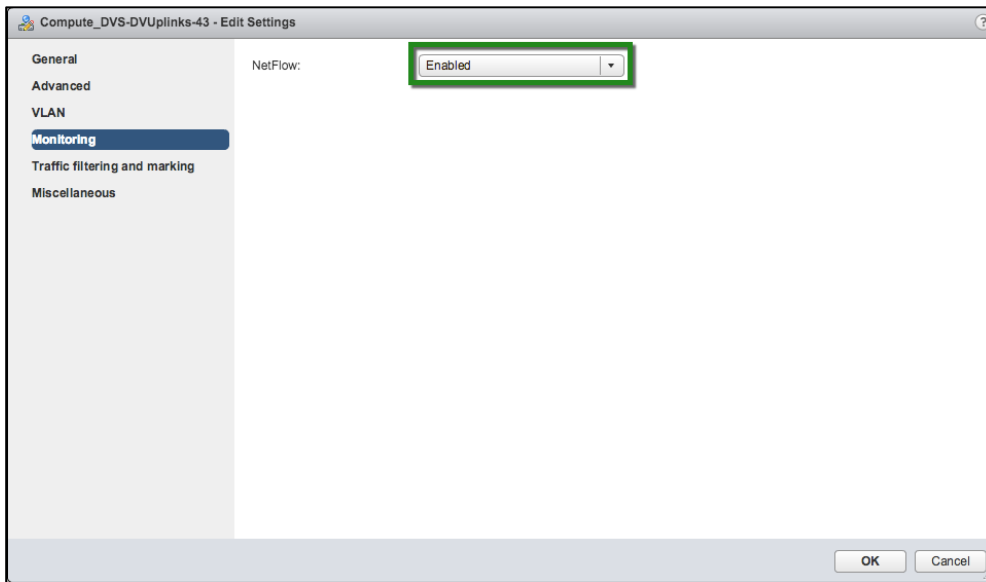 Compute_DVS-DVUplinks-43 - Edit Settings
?
General
NetFlow:
Enabled
Advanced
VLAN
Monitoring
Traffic filtering and marking
Miscellaneous
OK
Cancel